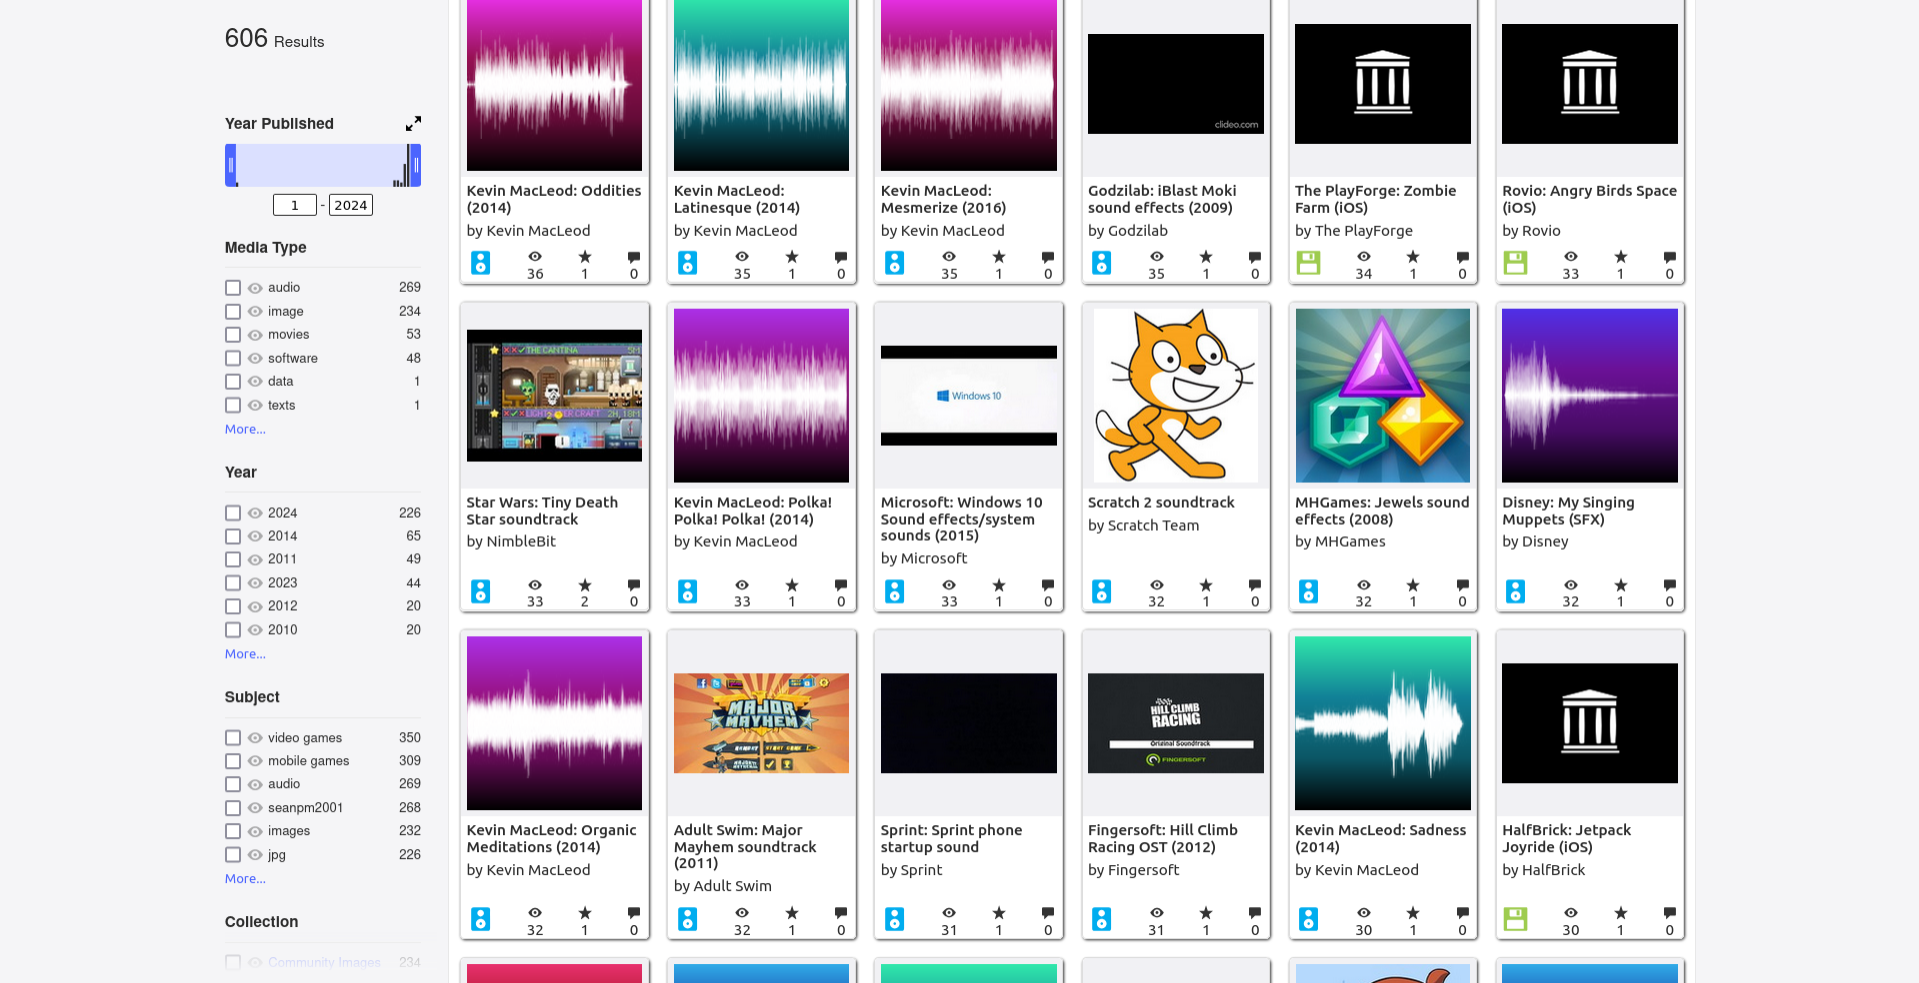 606 Results
Year Published
1 - 2024
Media Type
audio 269
image 234
movies 53
software 48
data 1
texts 1
More...
Year
2024 226
2014 65
2011 49
2023 44
2012 20
2010 20
More...
Subject
video games 350
mobile games 309
audio 269
seanpm2001 268
images 232
jpg 226
More...
Collection
Community Images 234
Kevin MacLeod: Oddities
(2014)
by Kevin MacLeod
36 1 0
Kevin MacLeod:
Latinesque (2014)
by Kevin MacLeod
35 1 0
Kevin MacLeod:
Mesmerize (2016)
by Kevin MacLeod
35 1 0
clideo.com
Godzilab: iBlast Moki
sound effects (2009)
by Godzilab
35 1 0
The PlayForge: Zombie
Farm (iOS)
by The PlayForge
34 1 0
Rovio: Angry Birds Space
(iOS)
by Rovio
33 1 0
THE CANTINA 5M
2H, 18M
Star Wars: Tiny Death
Star soundtrack
by NimbleBit
33 2 0
Kevin MacLeod: Polka!
Polka! Polka! (2014)
by Kevin MacLeod
33 1 0
Windows 10
Microsoft: Windows 10
Sound effects/system
sounds (2015)
by Microsoft
33 1 0
Scratch 2 soundtrack
by Scratch Team
32 1 0
MHGames: Jewels sound
effects (2008)
by MHGames
32 1 0
Disney: My Singing
Muppets (SFX)
by Disney
32 1 0
Kevin MacLeod: Organic
Meditations (2014)
by Kevin MacLeod
32 1 0
MAJOR
MAYHEM
Adult Swim: Major
Mayhem soundtrack
(2011)
by Adult Swim
32 1 0
Sprint: Sprint phone
startup sound
by Sprint
31 1 0
HILL CLIMB
RACING
Original Soundtrack
FINGERSOFT
Fingersoft: Hill Climb
Racing OST (2012)
by Fingersoft
31 1 0
Kevin MacLeod: Sadness
(2014)
by Kevin MacLeod
30 1 0
HalfBrick: Jetpack
Joyride (iOS)
by HalfBrick
30 1 0